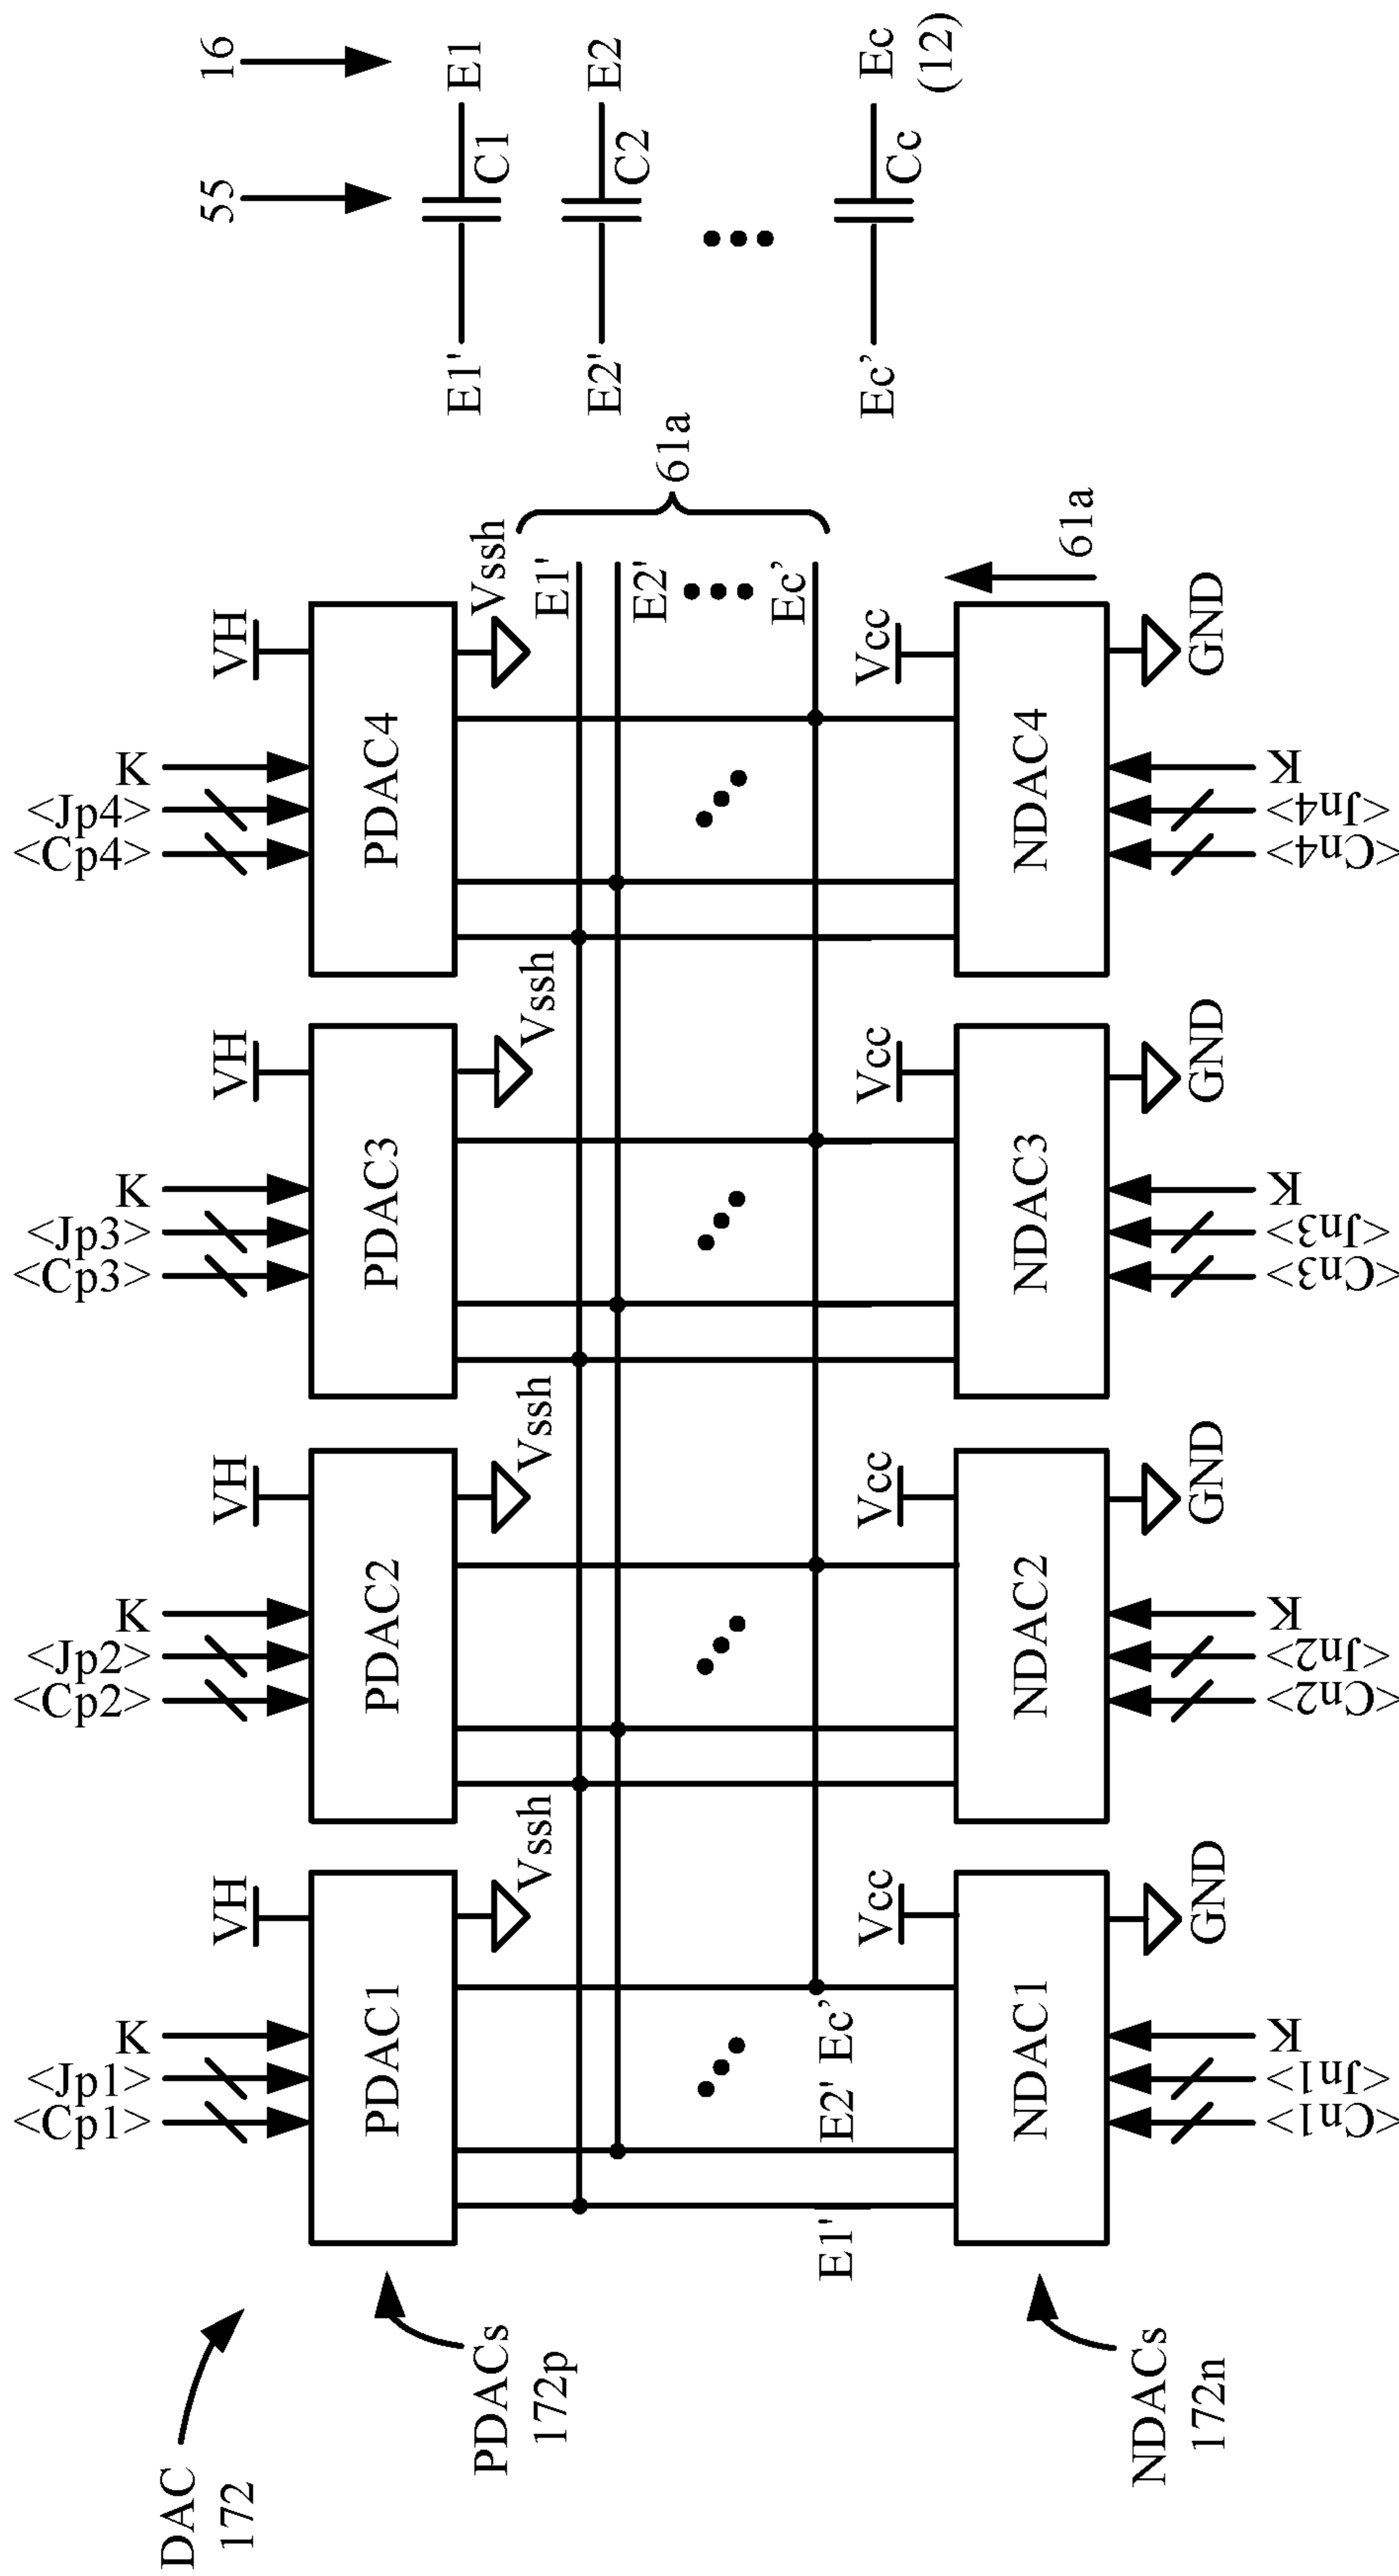 DAC
172
PDACs
172p
NDACs
172n
<Cp1>
<Jp1>
K
<Cp2>
<Jp2>
K
<Cp3>
<Jp3>
K
<Cp4>
<Jp4>
K
VH
VH
VH
VH
PDAC1
PDAC2
PDAC3
PDAC4
Vssh
Vssh
Vssh
Vssh
E1'
E2'
Ec’
61a
E1'
E2'
Ec’
Vcc
Vcc
Vcc
Vcc
61a
NDAC1
NDAC2
NDAC3
NDAC4
GND
GND
GND
GND
<Cn1>
<Jn1>
K
<Cn2>
<Jn2>
K
<Cn3>
<Jn3>
K
<Cn4>
<Jn4>
K
55
16
E1'
C1
E1
E2'
C2
E2
Ec’
Cc
Ec
(12)